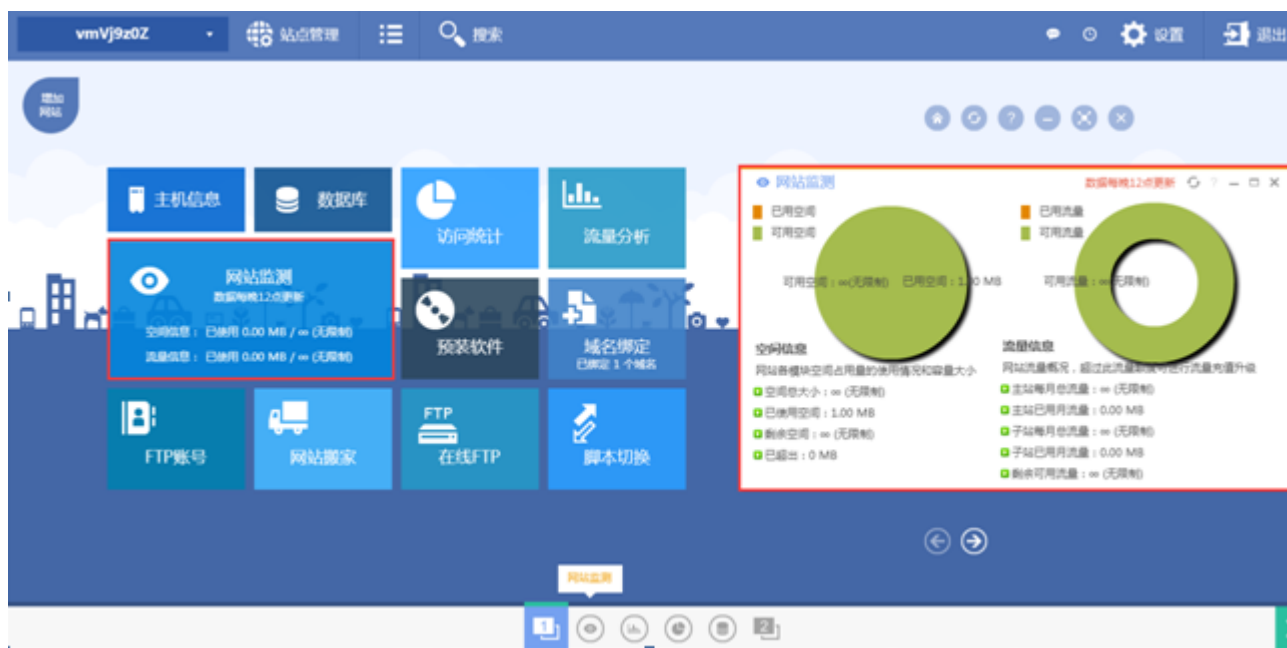 vmVj9z0Z
站点管理
搜索
设置
退出
增加
网站
主机信息
数据库
访问统计
流量分析
网站监测
数据每晚12点更新
空间信息： 已使用 0.00 MB / ∞ (无限制)
流量信息： 已使用 0.00 MB / ∞ (无限制)
预装软件
域名绑定
已绑定 1 个域名
FTP账号
网站搬家
FTP
在线FTP
脚本切换
网站监测
数据每晚12点更新
已用空间
可用空间
可用空间：∞(无限制)
已用空间：1.00 MB
已用流量
可用流量
可用流量：∞(无限制)
空间信息
网站各模块空间占用量的使用情况和容量大小
空间总大小：∞ (无限制)
已使用空间：1.00 MB
剩余空间：∞ (无限制)
已超出：0 MB
流量信息
网站流量概况，超过此流量额度可进行流量充值升级
主站每月总流量：∞ (无限制)
主站已用月流量：0.00 MB
子站每月总流量：∞ (无限制)
子站已用月流量：0.00 MB
剩余可用流量：∞ (无限制)
网站监测
1
2